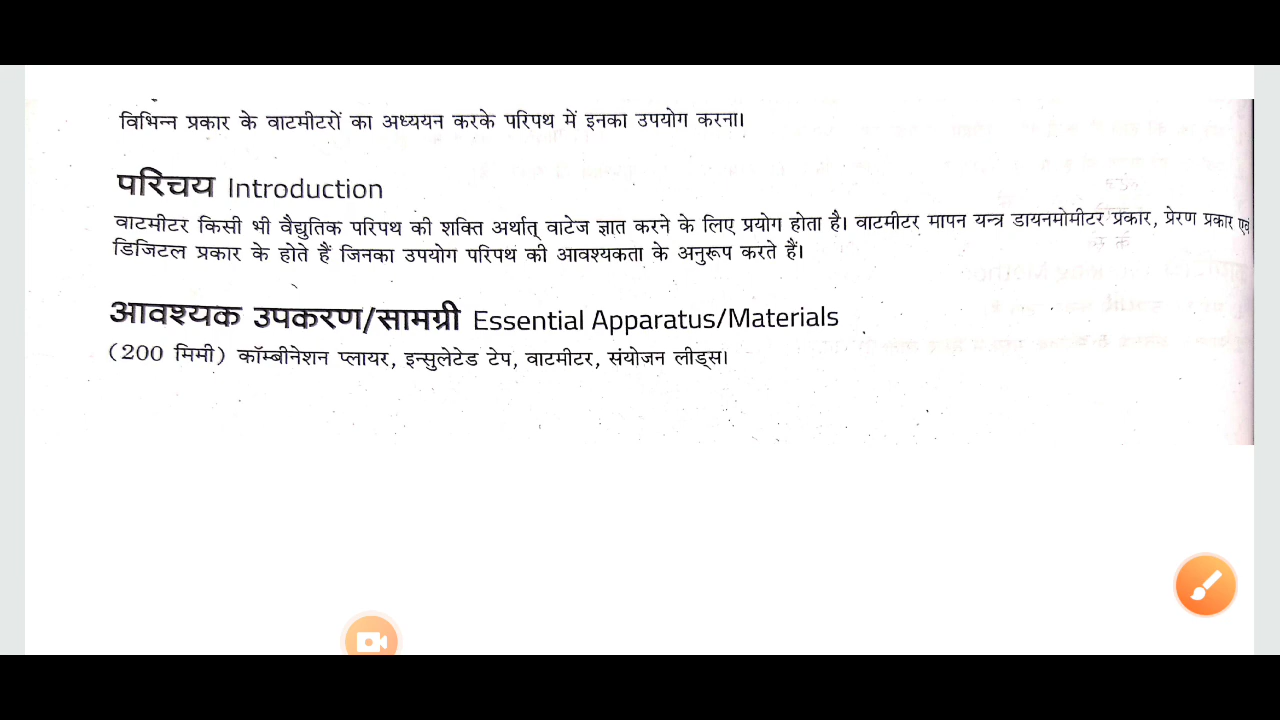 विभिन्न प्रकार के वाटमीटरों का अध्ययन करके परिपथ में इनका उपयोग करना।
परिचय Introduction
वाटमीटर किसी भी वैद्युतिक परिपथ की शक्ति अर्थात् वाटेज ज्ञात करने के लिए प्रयोग होता है। वाटमीटर मापन यन्त्र डायनमोमीटर प्रकार, प्रेरण प्रकार एवं
डिजिटल प्रकार के होते हैं जिनका उपयोग परिपथ की आवश्यकता के अनुरूप करते हैं।
आवश्यक उपकरण/सामग्री Essential Apparatus/Materials
(200 मिमी) कॉम्बीनेशन प्लायर, इन्सुलेटेड टेप, वाटमीटर, संयोजन लीड्स।